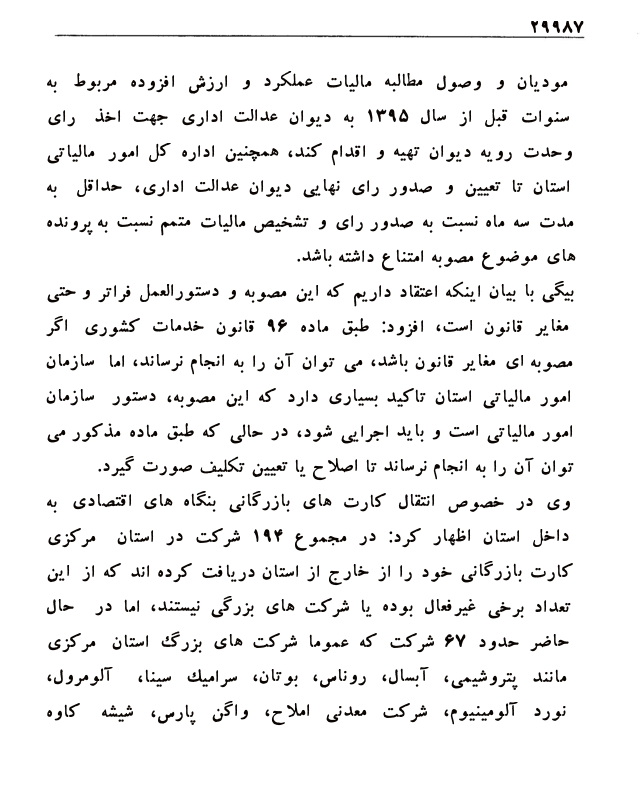 ۲۹۹۸۷
مودیان و وصول مطالبه مالیات عملکرد و ارزش افزوده مربوط به
سنوات قبل از سال ۱۳۹۵ به دیوان عدالت اداری جهت اخذ رای
وحدت رویه دیوان تهیه و اقدام کند، همچنین اداره کل امور مالیاتی
استان تا تعیین و صدور رای نهایی دیوان عدالت اداری، حداقل به
مدت سه ماه نسبت به صدور رای و تشخیص مالیات متمم نسبت به پرونده
های موضوع مصوبه امتناع داشته باشد.
بیگی با بیان اینکه اعتقاد داریم که این مصوبه و دستورالعمل فراتر و حتی
مغایر قانون است، افزود: طبق ماده ۹۶ قانون خدمات کشوری اگر
مصوبه ای مغایر قانون باشد، می توان آن را به انجام نرساند، اما سازمان
امور مالیاتی استان تاکید بسیاری دارد که این مصوبه، دستور سازمان
امور مالیاتی است و باید اجرایی شود، در حالی که طبق ماده مذکور می
توان آن را به انجام نرساند تا اصلاح یا تعیین تکلیف صورت گیرد.
وی در خصوص انتقال کارت های بازرگانی بنگاه های اقتصادی به
داخل استان اظهار کرد: در مجموع ۱۹۴ شرکت در استان مرکزی
کارت بازرگانی خود را از خارج از استان دریافت کرده اند که از این
تعداد برخی غیرفعال بوده یا شرکت های بزرگی نیستند، اما در حال
حاضر حدود ۶۷ شرکت که عموما شرکت های بزرگ استان مرکزی
مانند پتروشیمی، آبسال، روناس، بوتان، سرامیك سینا، آلومرول،
نورد آلومینیوم، شرکت معدنی املاح، واگن پارس، شیشه کاوه